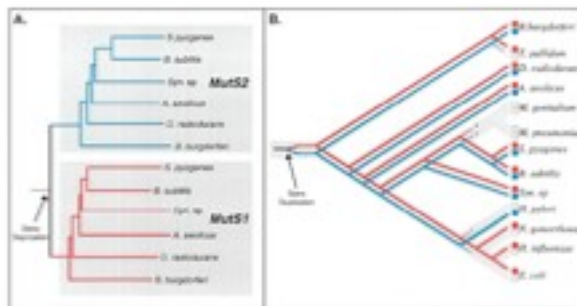 A.
S. pyogenes
B. subtilis
Syn. sp
MutS2
A. aeolicus
D. radiodurans
B. burgdorferi
S. pyogenes
B. subtilis
MutS1
Syn. sp
A. aeolicus
D. radiodurans
B. burgdorferi
Gene
Duplication
B.
B. burgdorferi
T. pallidum
D. radiodurans
A. aeolicus
M. genitalium
M. pneumoniae
S. pyogenes
B. subtilis
Syn. sp
H. pylori
N. gonorrhoeae
H. influenzae
E. coli
Gene
Duplication